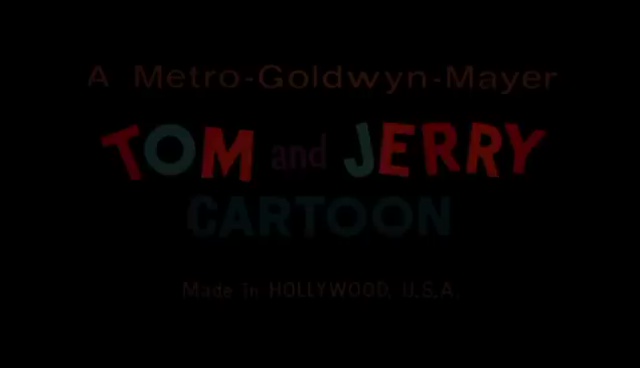 A Metro-Goldwyn-Mayer
TOM and JERRY
CARTOON
Made in HOLLYWOOD, U.S.A.